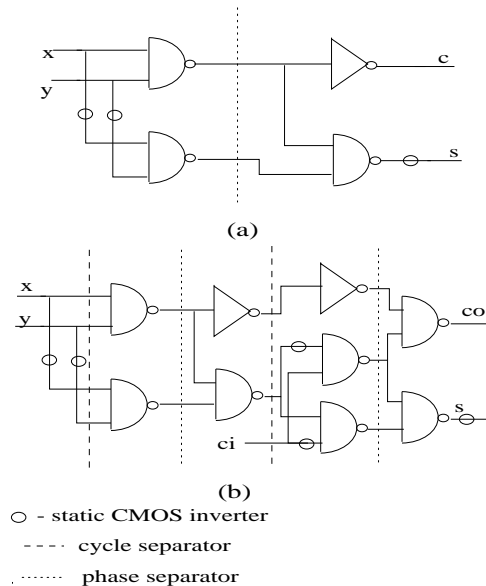 x
c
y
s
(a)
x
co
y
s
ci
(b)
- static CMOS inverter
cycle separator
phase separator